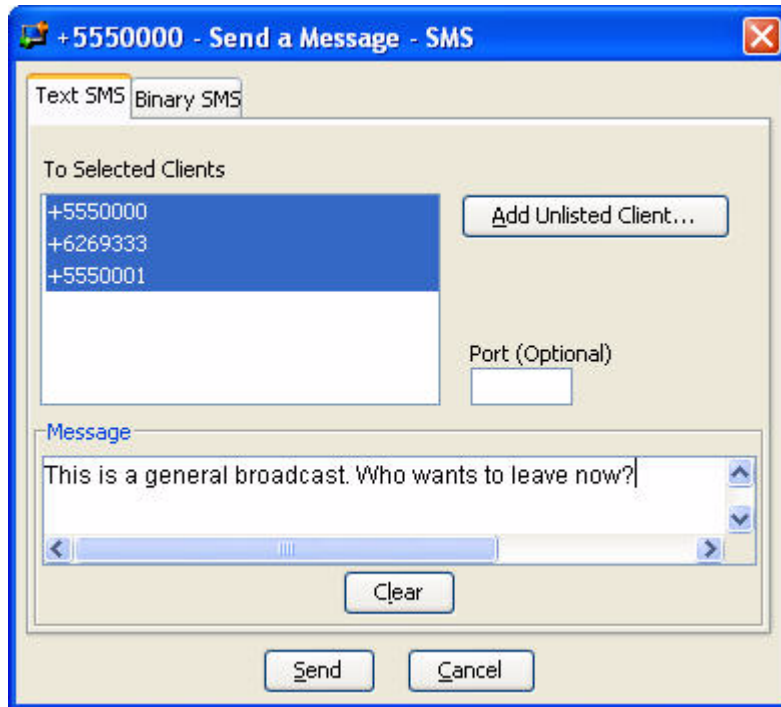 +5550000 - Send a Message - SMS
Text SMS
Binary SMS
To Selected Clients
+5550000
+6269333
+5550001
Add Unlisted Client...
Port (Optional)
Message
This is a general broadcast. Who wants to leave now?
Clear
Send
Cancel